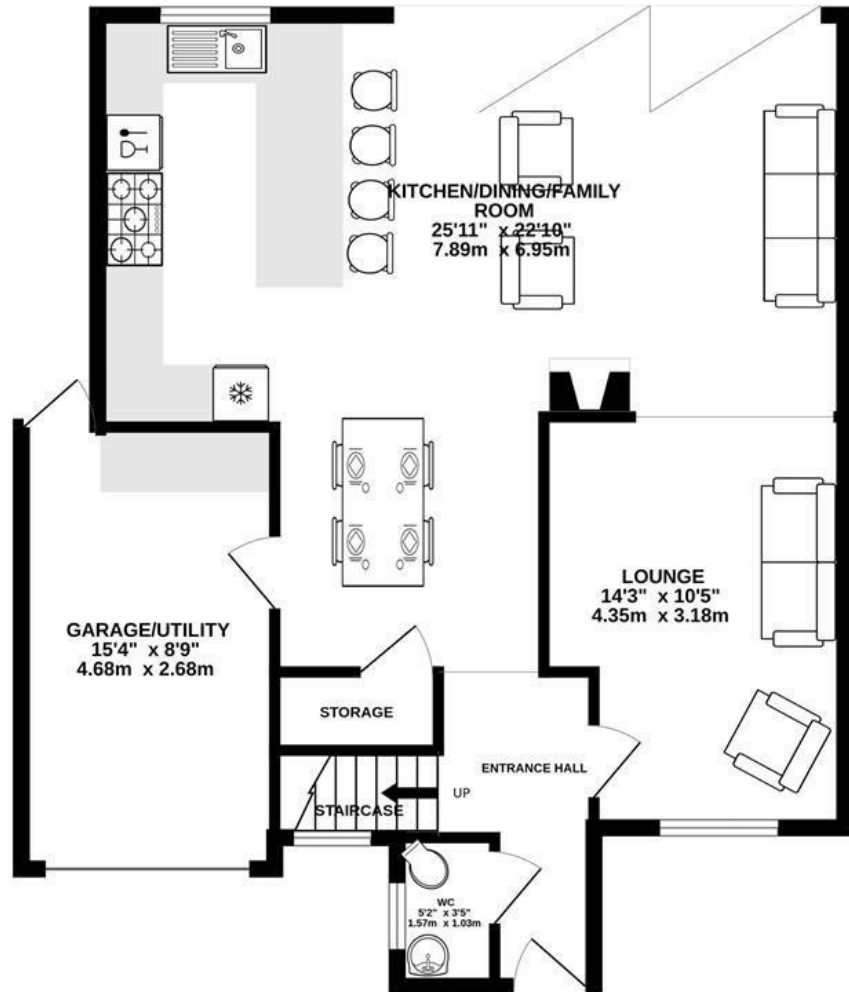 KITCHEN/DINING/FAMILY
ROOM
25'11" x 22'10"
7.89m x 6.95m
LOUNGE
14'3" x 10'5"
4.35m x 3.18m
GARAGE/UTILITY
15'4" x 8'9"
4.68m x 2.68m
STORAGE
ENTRANCE HALL
UP
STAIRCASE
WC
5'2" x 3'5"
1.57m x 1.03m